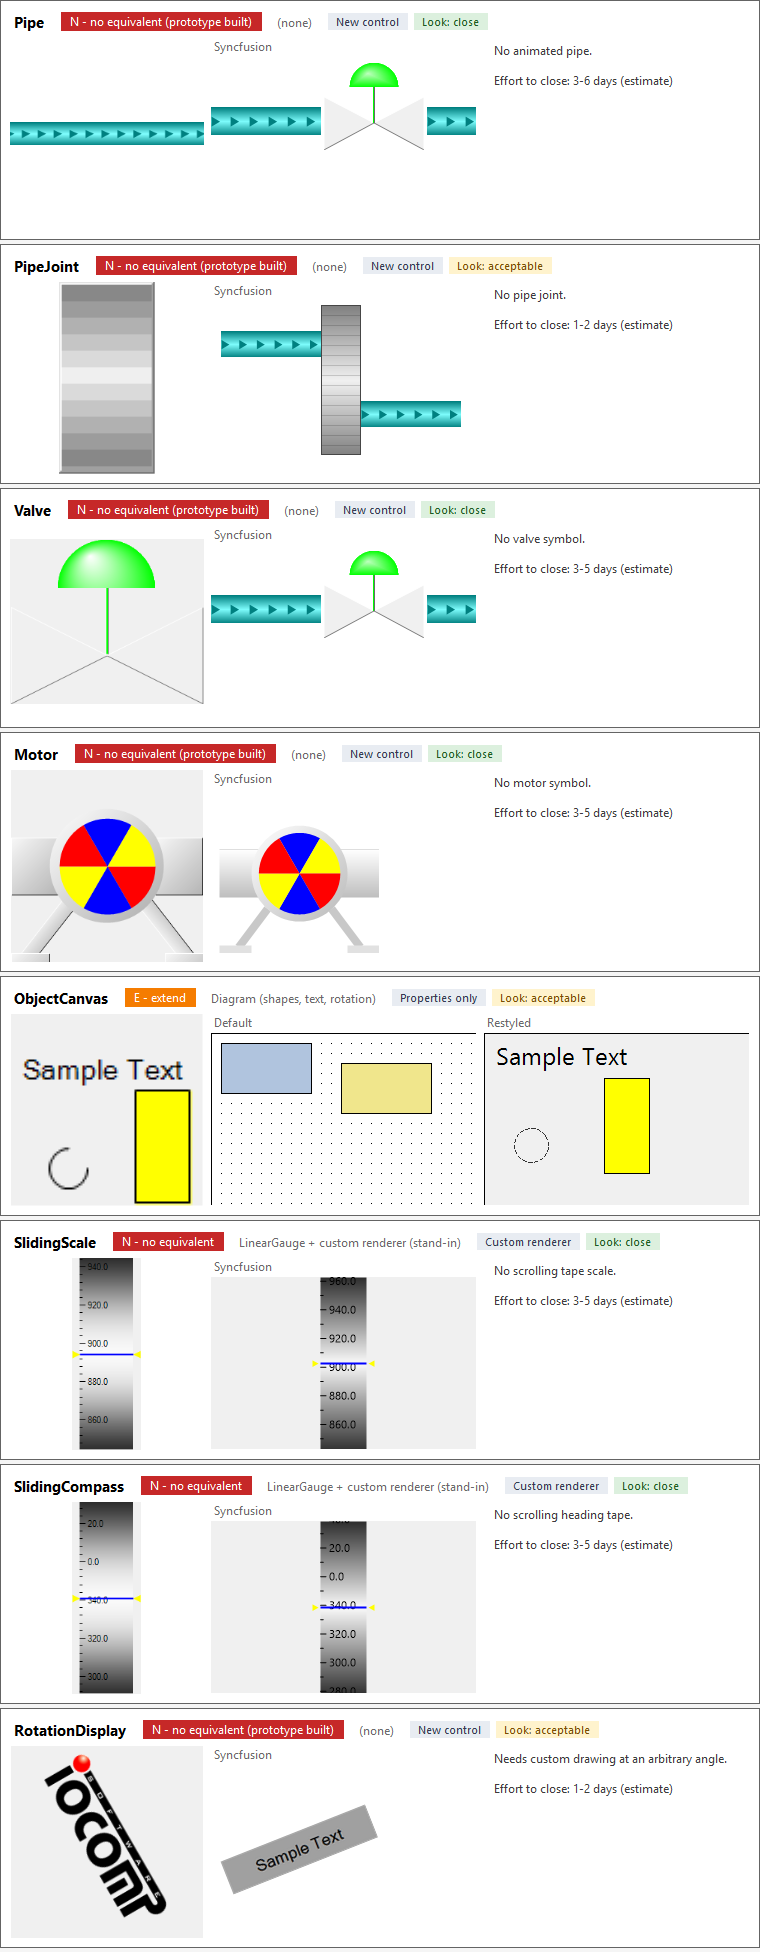 Pipe N - no equivalent (prototype built) (none) New control Look: close
Syncfusion
No animated pipe.
Effort to close: 3-6 days (estimate)
PipeJoint N - no equivalent (prototype built) (none) New control Look: acceptable
Syncfusion
No pipe joint.
Effort to close: 1-2 days (estimate)
Valve N - no equivalent (prototype built) (none) New control Look: close
Syncfusion
No valve symbol.
Effort to close: 3-5 days (estimate)
Motor N - no equivalent (prototype built) (none) New control Look: close
Syncfusion
No motor symbol.
Effort to close: 3-5 days (estimate)
ObjectCanvas E - extend Diagram (shapes, text, rotation) Properties only Look: acceptable
Default
Restyled
Sample Text
Sample Text
SlidingScale N - no equivalent LinearGauge + custom renderer (stand-in) Custom renderer Look: close
940.0
920.0
900.0
880.0
860.0
Syncfusion
960.0
940.0
920.0
900.0
880.0
860.0
No scrolling tape scale.
Effort to close: 3-5 days (estimate)
SlidingCompass N - no equivalent LinearGauge + custom renderer (stand-in) Custom renderer Look: close
20.0
0.0
340.0
320.0
300.0
Syncfusion
20.0
0.0
340.0
320.0
300.0
280.0
No scrolling heading tape.
Effort to close: 3-5 days (estimate)
RotationDisplay N - no equivalent (prototype built) (none) New control Look: acceptable
SOFTWARE
iocomp
Syncfusion
Sample Text
Needs custom drawing at an arbitrary angle.
Effort to close: 1-2 days (estimate)